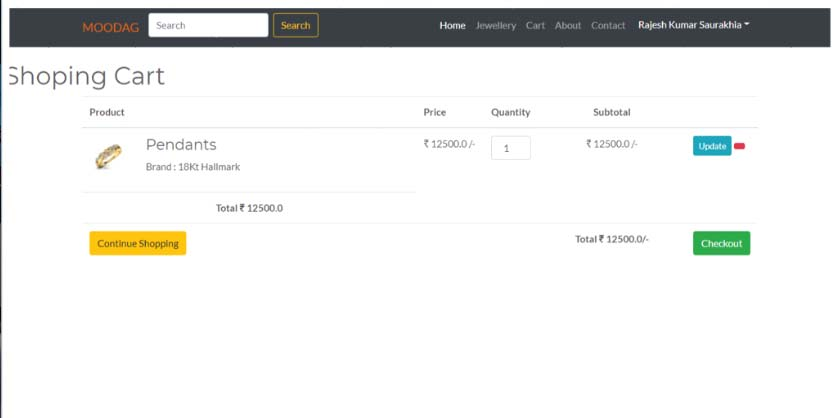 MOODAG Search Search Home Jewellery Cart About Contact Rajesh Kumar Saurakhia
Shoping Cart
Product Price Quantity Subtotal
Pendants ₹ 12500.0 /- 1 ₹ 12500.0 /- Update
Brand : 18Kt Hallmark
Total ₹ 12500.0
Continue Shopping Total ₹ 12500.0/- Checkout